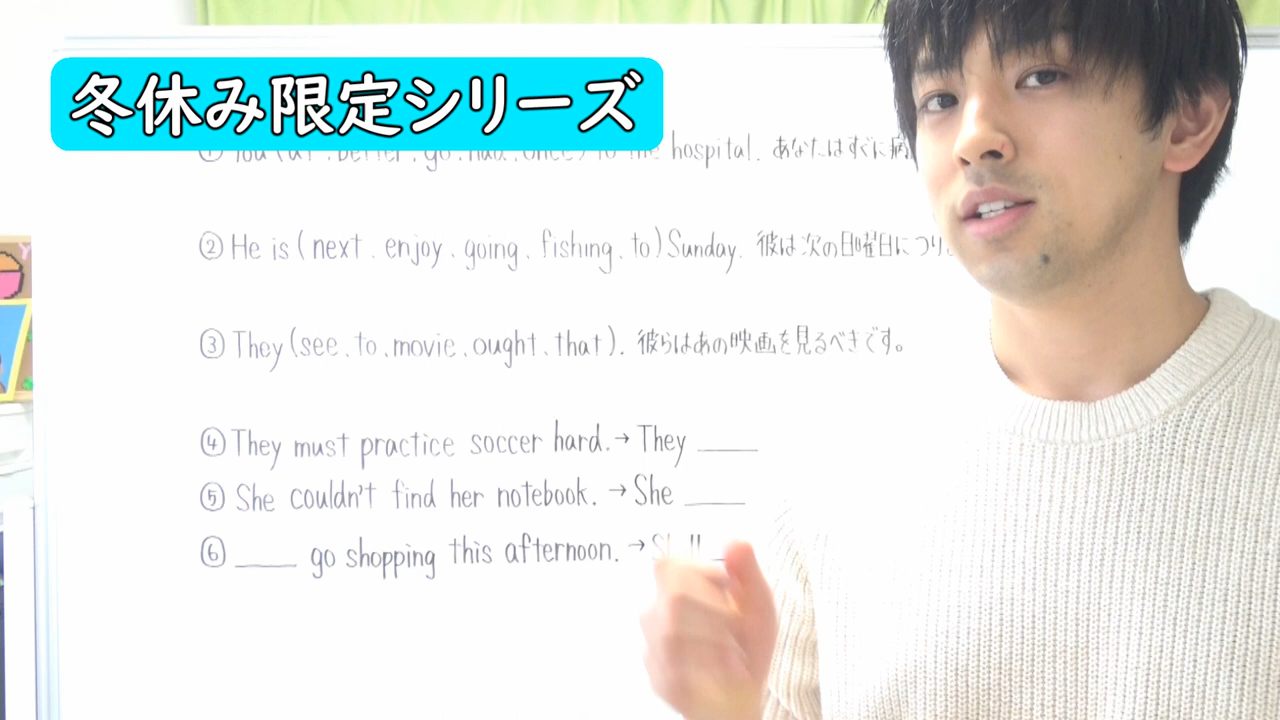 冬休み限定シリーズ
hospital. あなたはすぐに病
② He is (next . enjoy . going . fishing . to) Sunday. 彼は次の日曜日につり
③ They (see . to . movie . ought . that). 彼らはあの映画を見るべきです。
④ They must practice soccer hard. → They ____
⑤ She couldn't find her notebook. → She ____
⑥ ____ go shopping this afternoon. →